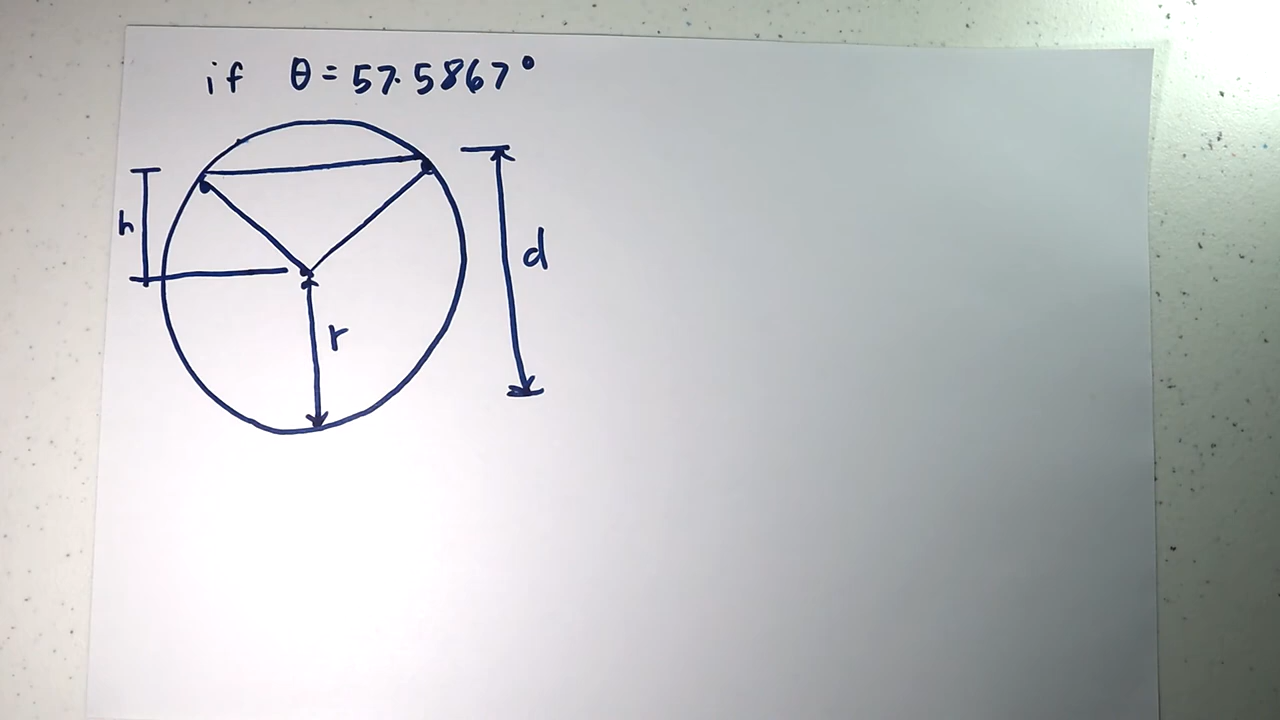 if θ = 57.5867°
h
d
r